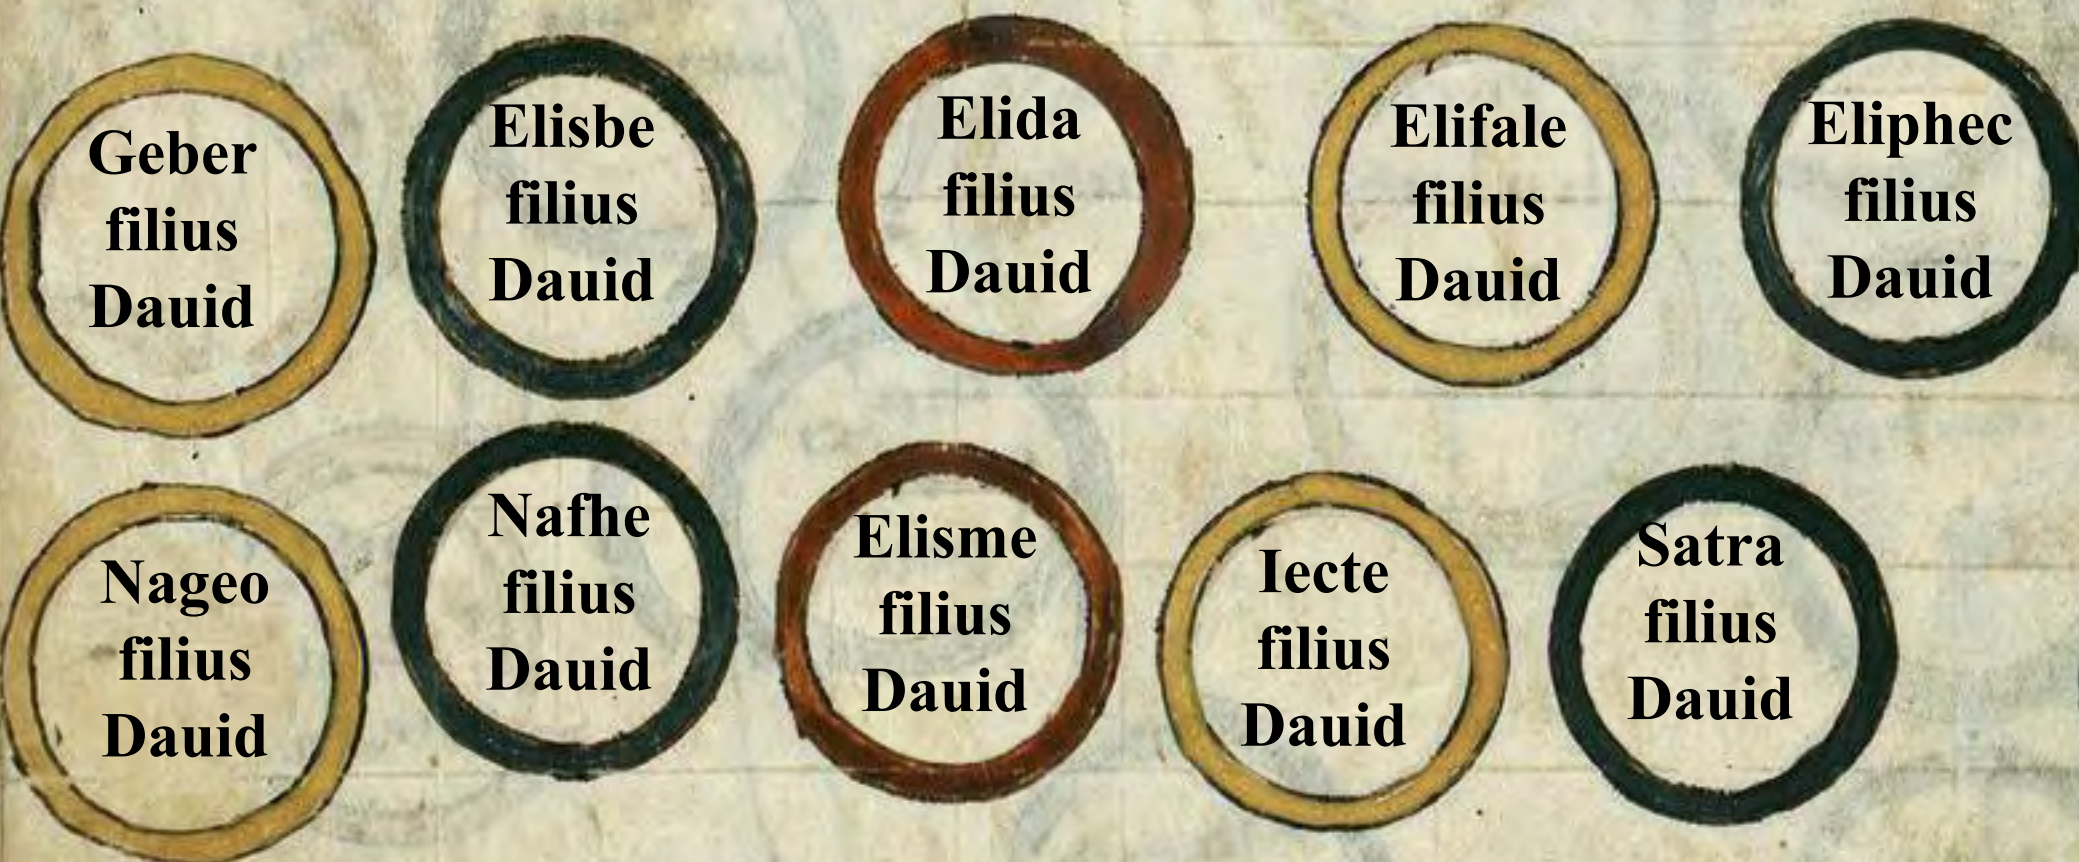 Geber
filius
Dauid
Elisbe
filius
Dauid
Elida
filius
Dauid
Elifale
filius
Dauid
Eliphec
filius
Dauid
Nageo
filius
Dauid
Nafhe
filius
Dauid
Elisme
filius
Dauid
Iecte
filius
Dauid
Satra
filius
Dauid